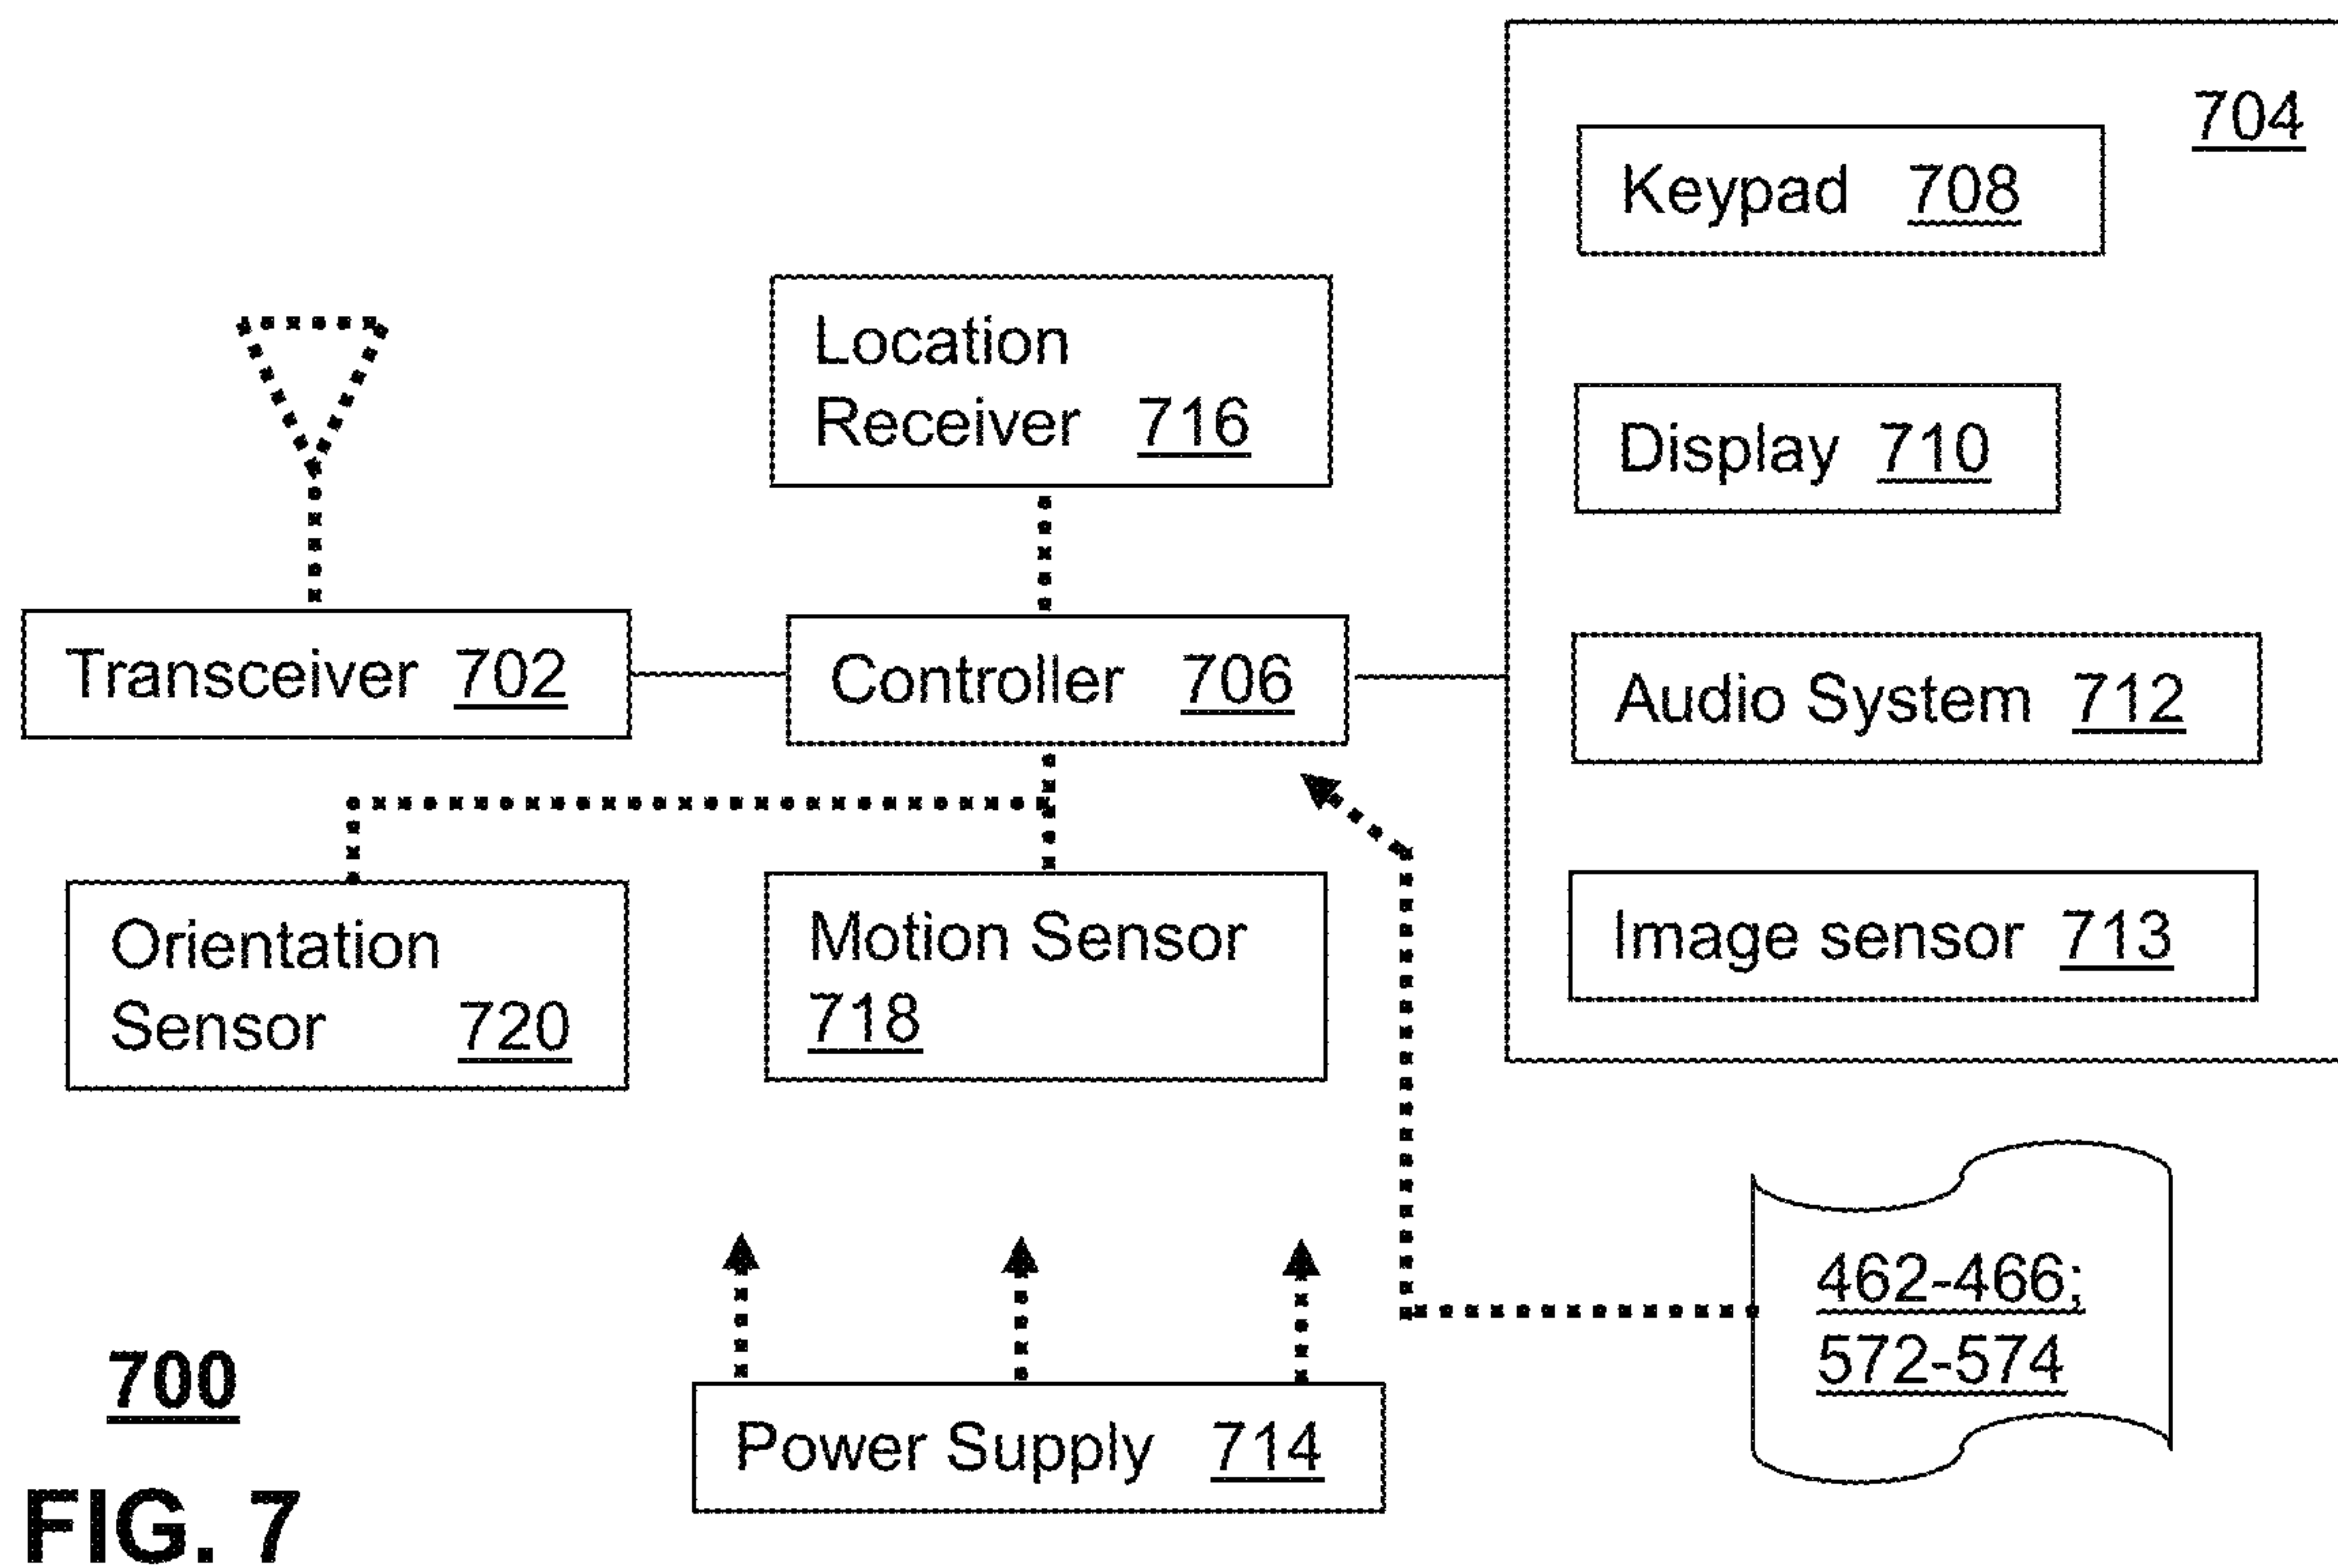 704
Keypad 708
Location
Receiver 716
Display 710
Transceiver 702
Controller 706
Audio System 712
Orientation
Sensor 720
Motion Sensor
718
Image sensor 713
462-466;
572-574
700
Power Supply 714
FIG. 7